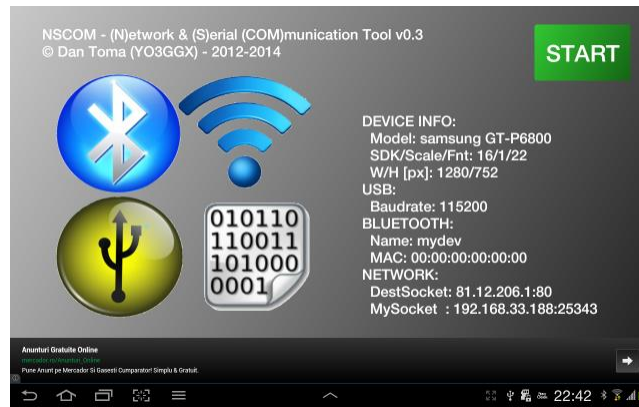 NSCOM - (N)etwork & (S)erial (COM)munication Tool v0.3
© Dan Toma (YO3GGX) - 2012-2014
START
010110
110011
101000
0001
DEVICE INFO:
Model: samsung GT-P6800
SDK/Scale/Fnt: 16/1/22
W/H [px]: 1280/752
USB:
Baudrate: 115200
BLUETOOTH:
Name: mydev
MAC: 00:00:00:00:00:00
NETWORK:
DestSocket: 81.12.206.1:80
MySocket : 192.168.33.188:25343
Anunturi Gratuite Online
mercador.ro/Anunturi_Online
Pune Anunt pe Mercador Si Gasesti Cumparator! Simplu & Gratuit.
22:42